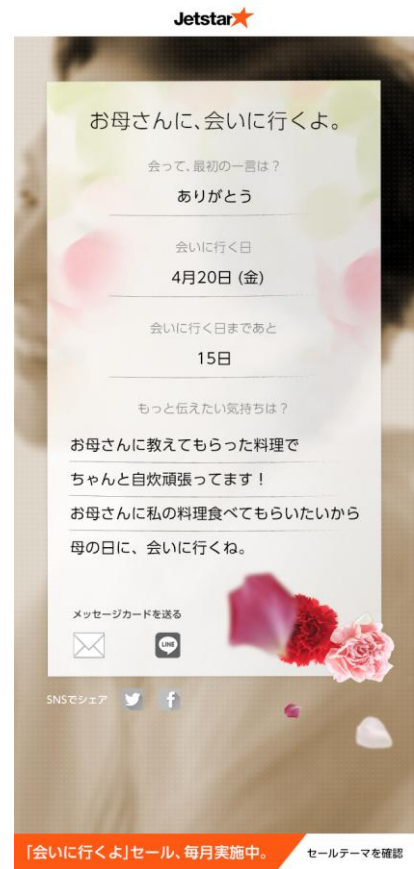 Jetstar
お母さんに、会いに行くよ。
会って、最初の一言は？
ありがとう
会いに行く日
4月20日 (金)
会いに行く日まであと
15日
もっと伝えたい気持ちは？
お母さんに教えてもらった料理で
ちゃんと自炊頑張ってます！
お母さんに私の料理食べてもらいたいから
母の日に、会いに行くね。
メッセージカードを送る
LINE
SNSでシェア
「会いに行くよ」セール、毎月実施中。 セールテーマを確認